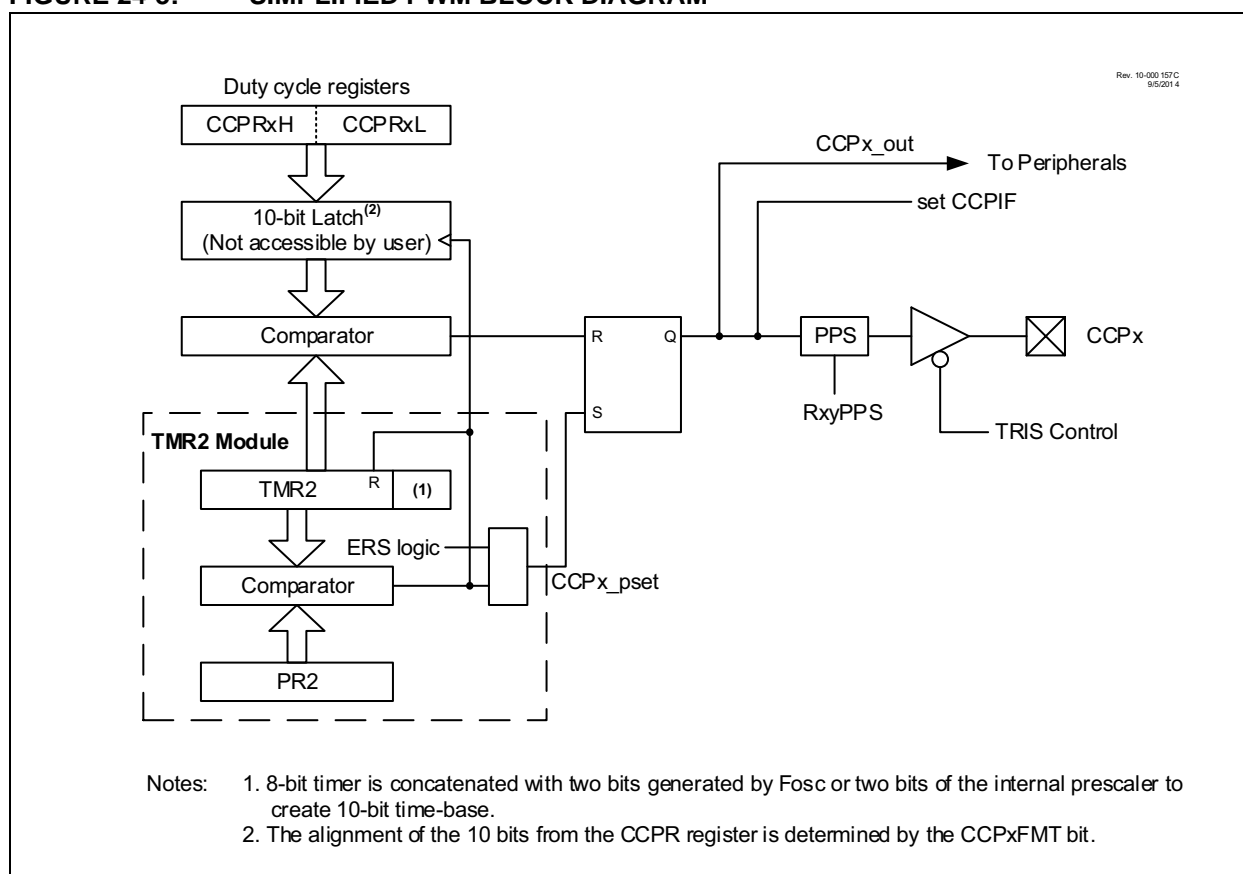 Rev. 10-000 157C
9/5/201 4
Duty cycle registers
CCPRxH CCPRxL
CCPx_out
To Peripherals
set CCPIF
10-bit Latch(2)
(Not accessible by user)
Comparator
R Q
PPS
CCPx
RxyPPS
S
TRIS Control
TMR2 Module
TMR2 R (1)
ERS logic
Comparator
CCPx_pset
PR2
Notes: 1. 8-bit timer is concatenated with two bits generated by Fosc or two bits of the internal prescaler to
create 10-bit time-base.
2. The alignment of the 10 bits from the CCPR register is determined by the CCPxFMT bit.